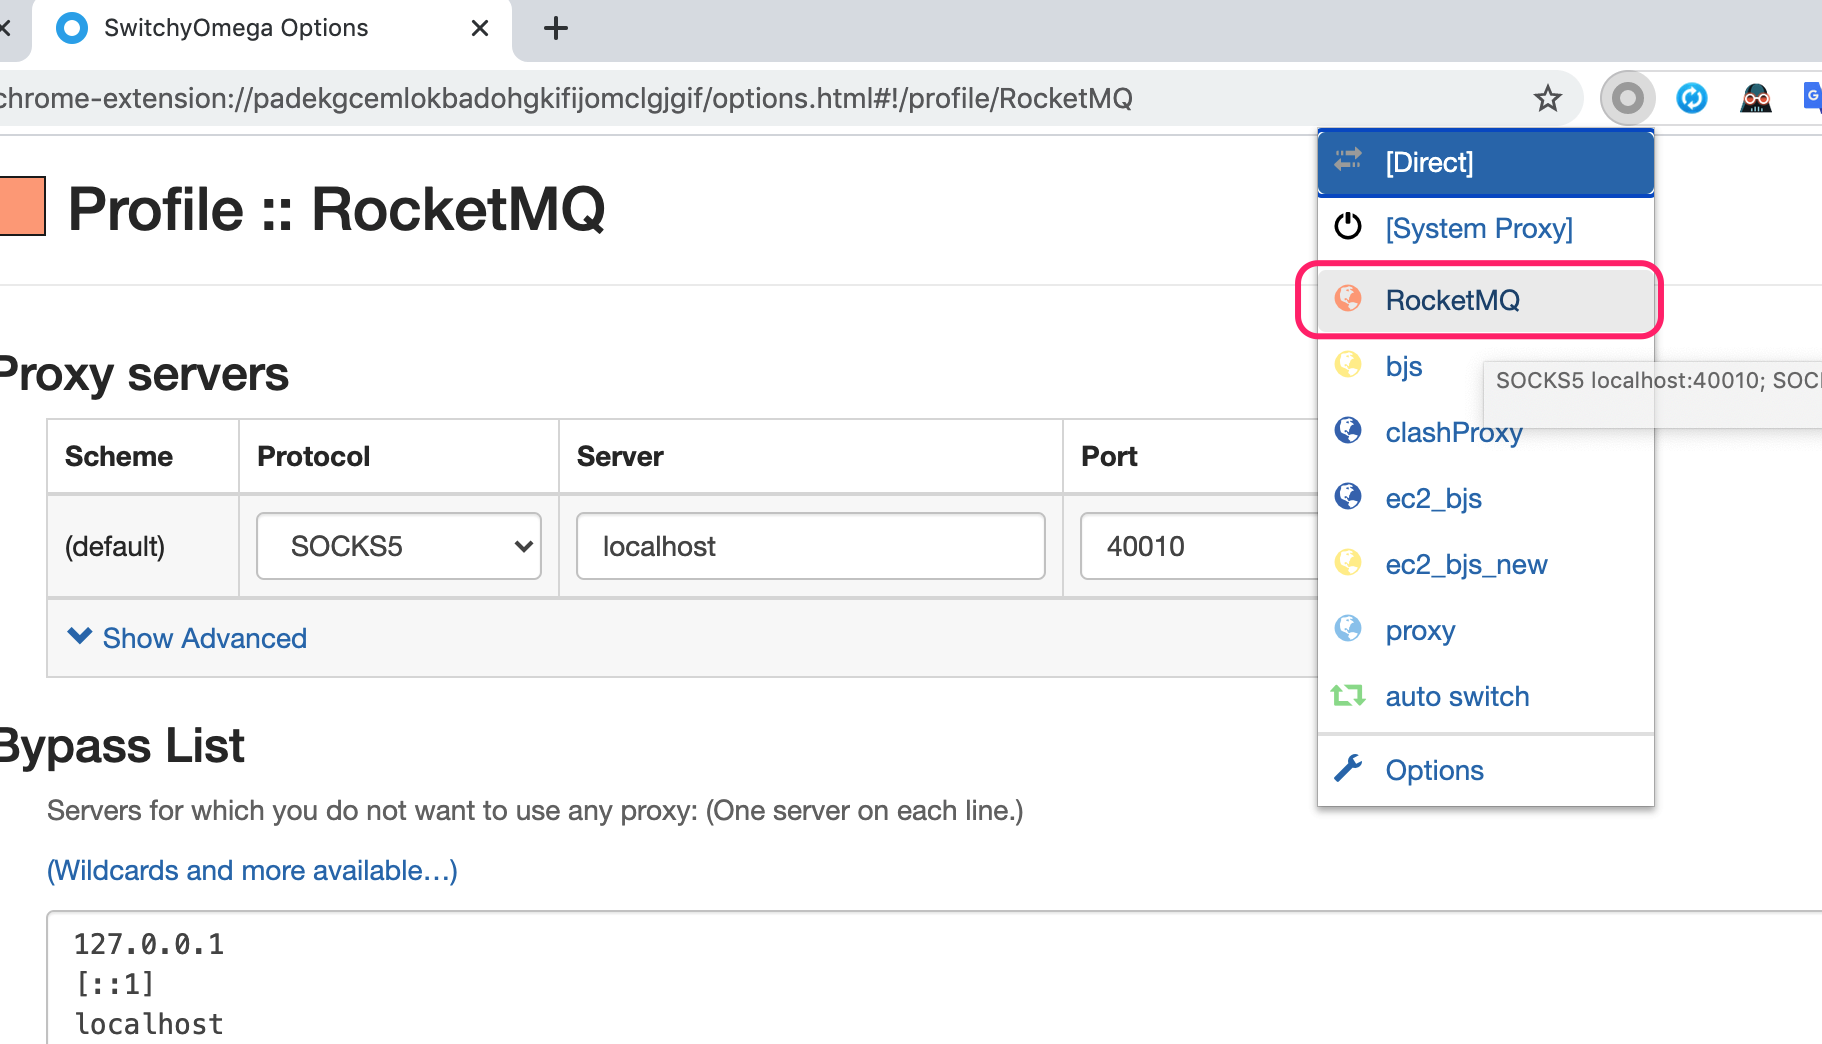 SwitchyOmega Options
chrome-extension://padekgcemlokbadohgkifijomclgjgif/options.html#!/profile/RocketMQ
G
Profile :: RocketMQ
[Direct]
[System Proxy]
RocketMQ
bjs
SOCKS5 localhost:40010; SOC
clashProxy
ec2_bjs
ec2_bjs_new
proxy
auto switch
Options
Proxy servers
Scheme Protocol Server Port
(default) SOCKS5 localhost 40010
Show Advanced
Bypass List
Servers for which you do not want to use any proxy: (One server on each line.)
(Wildcards and more available…)
127.0.0.1
[::1]
localhost